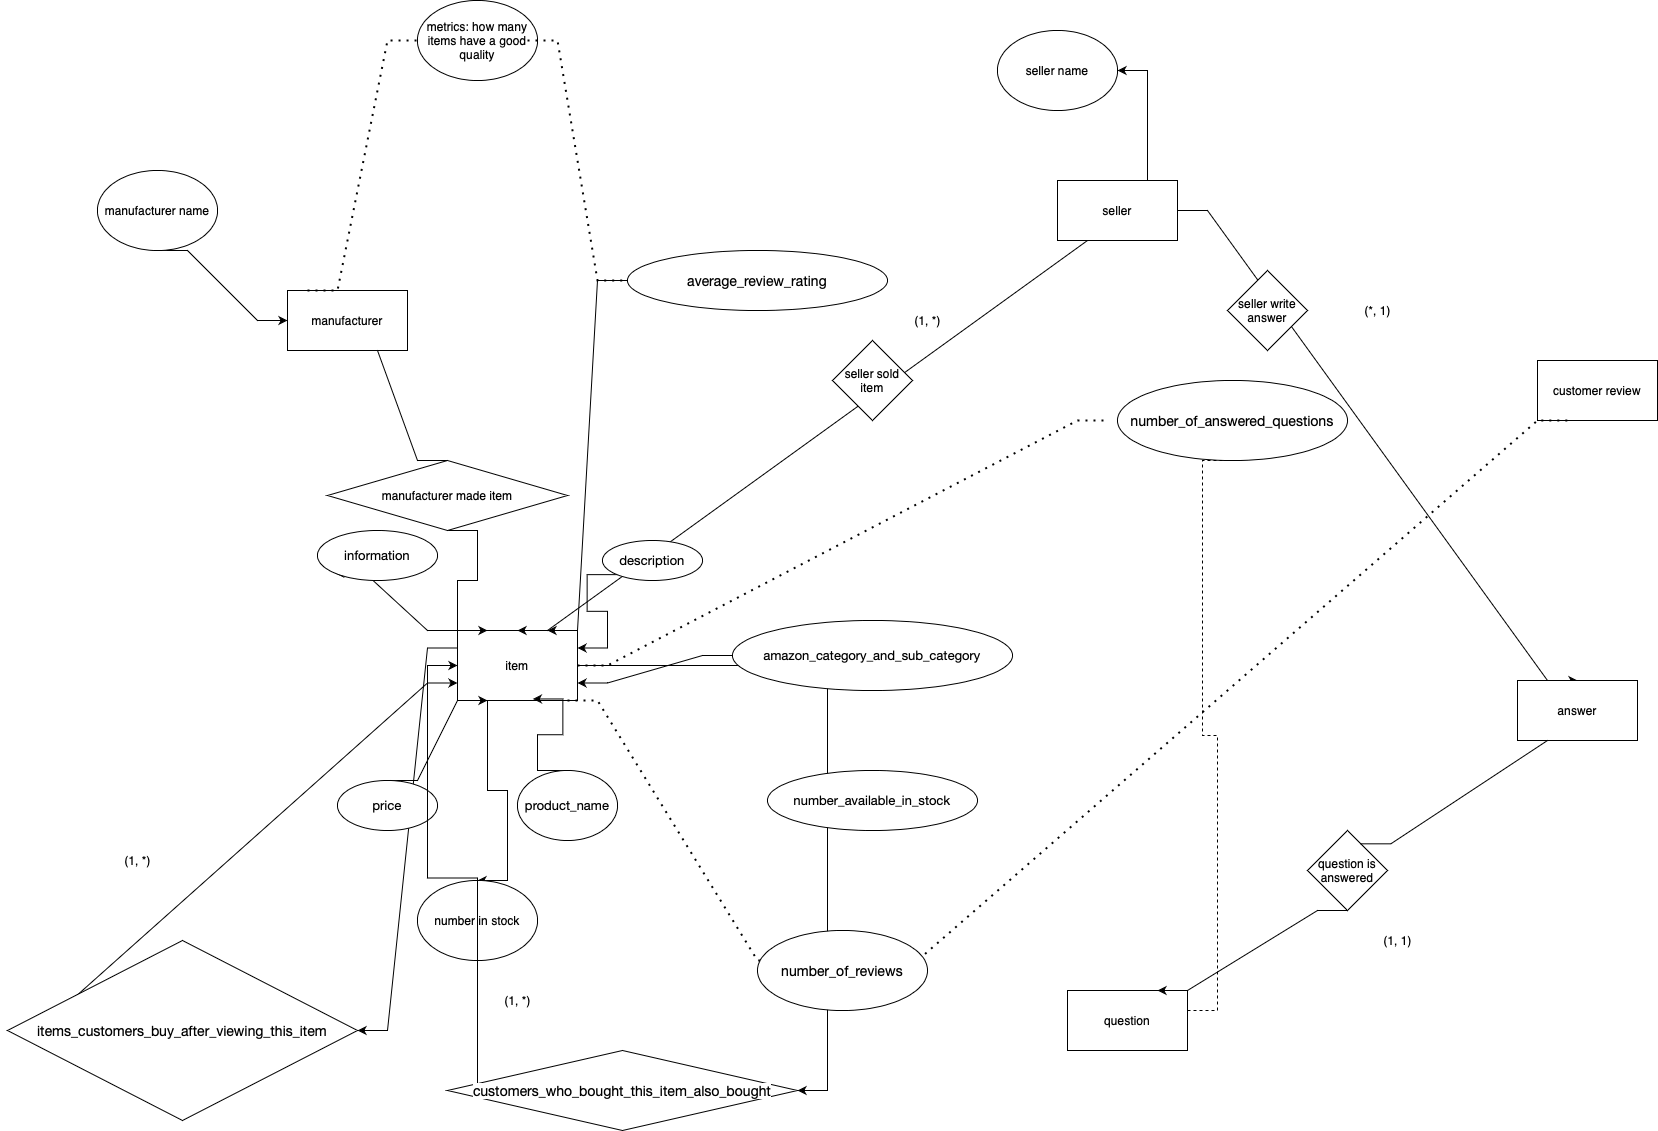 metrics: how many
items have a good
quality
seller name
manufacturer name
seller
manufacturer
average_review_rating
seller write
answer
(*, 1)
(1, *)
seller sold
item
customer review
number_of_answered_questions
manufacturer made item
information
description
item
amazon_category_and_sub_category
answer
price
product_name
number_available_in_stock
(1, *)
question is
answered
number in stock
(1, 1)
number_of_reviews
(1, *)
question
items_customers_buy_after_viewing_this_item
customers_who_bought_this_item_also_bought